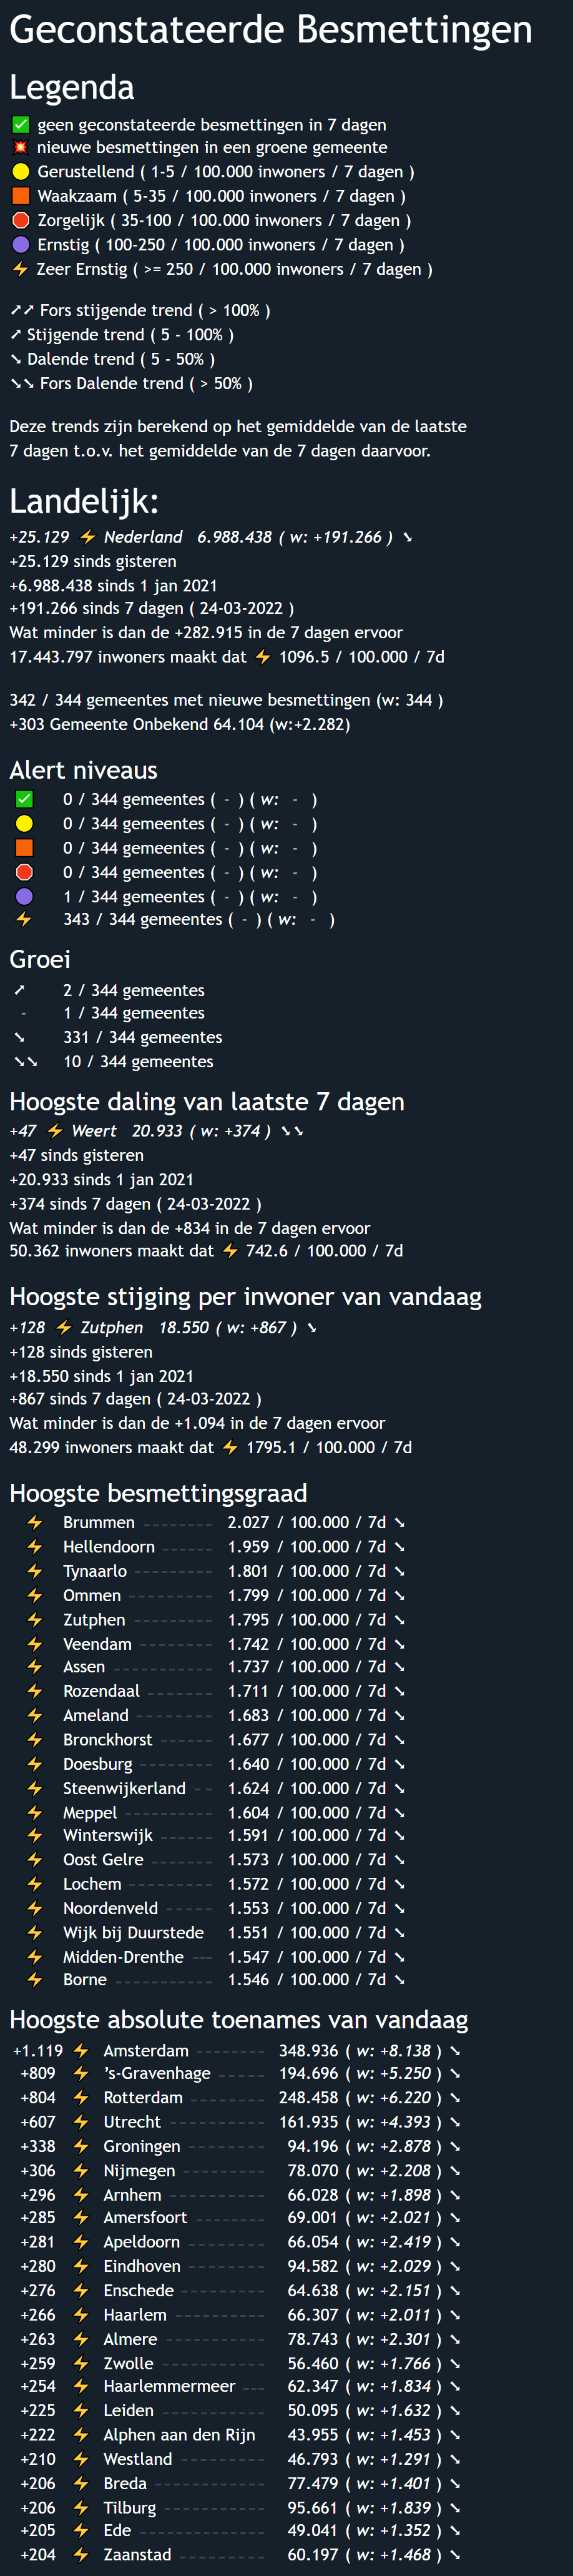 Geconstateerde Besmettingen
Legenda
✅ geen geconstateerde besmettingen in 7 dagen
💥 nieuwe besmettingen in een groene gemeente
🟡 Gerustellend ( 1-5 / 100.000 inwoners / 7 dagen )
🟧 Waakzaam ( 5-35 / 100.000 inwoners / 7 dagen )
🛑 Zorgelijk ( 35-100 / 100.000 inwoners / 7 dagen )
🟣 Ernstig ( 100-250 / 100.000 inwoners / 7 dagen )
⚡ Zeer Ernstig ( >= 250 / 100.000 inwoners / 7 dagen )
➚➚ Fors stijgende trend ( > 100% )
➚ Stijgende trend ( 5 - 100% )
➘ Dalende trend ( 5 - 50% )
➘➘ Fors Dalende trend ( > 50% )
Deze trends zijn berekend op het gemiddelde van de laatste
7 dagen t.o.v. het gemiddelde van de 7 dagen daarvoor.
Landelijk:
+25.129 ⚡ Nederland 6.988.438 ( w: +191.266 ) ➘
+25.129 sinds gisteren
+6.988.438 sinds 1 jan 2021
+191.266 sinds 7 dagen ( 24-03-2022 )
Wat minder is dan de +282.915 in de 7 dagen ervoor
17.443.797 inwoners maakt dat ⚡ 1096.5 / 100.000 / 7d
342 / 344 gemeentes met nieuwe besmettingen (w: 344 )
+303 Gemeente Onbekend 64.104 (w:+2.282)
Alert niveaus
✅ 0 / 344 gemeentes ( - ) ( w: - )
🟡 0 / 344 gemeentes ( - ) ( w: - )
🟧 0 / 344 gemeentes ( - ) ( w: - )
🛑 0 / 344 gemeentes ( - ) ( w: - )
🟣 1 / 344 gemeentes ( - ) ( w: - )
⚡ 343 / 344 gemeentes ( - ) ( w: - )
Groei
➚ 2 / 344 gemeentes
- 1 / 344 gemeentes
➘ 331 / 344 gemeentes
➘➘ 10 / 344 gemeentes
Hoogste daling van laatste 7 dagen
+47 ⚡ Weert 20.933 ( w: +374 ) ➘➘
+47 sinds gisteren
+20.933 sinds 1 jan 2021
+374 sinds 7 dagen ( 24-03-2022 )
Wat minder is dan de +834 in de 7 dagen ervoor
50.362 inwoners maakt dat ⚡ 742.6 / 100.000 / 7d
Hoogste stijging per inwoner van vandaag
+128 ⚡ Zutphen 18.550 ( w: +867 ) ➘
+128 sinds gisteren
+18.550 sinds 1 jan 2021
+867 sinds 7 dagen ( 24-03-2022 )
Wat minder is dan de +1.094 in de 7 dagen ervoor
48.299 inwoners maakt dat ⚡ 1795.1 / 100.000 / 7d
Hoogste besmettingsgraad
⚡ Brummen 2.027 / 100.000 / 7d ➘
⚡ Hellendoorn 1.959 / 100.000 / 7d ➘
⚡ Tynaarlo 1.801 / 100.000 / 7d ➘
⚡ Ommen 1.799 / 100.000 / 7d ➘
⚡ Zutphen 1.795 / 100.000 / 7d ➘
⚡ Veendam 1.742 / 100.000 / 7d ➘
⚡ Assen 1.737 / 100.000 / 7d ➘
⚡ Rozendaal 1.711 / 100.000 / 7d ➘
⚡ Ameland 1.683 / 100.000 / 7d ➘
⚡ Bronckhorst 1.677 / 100.000 / 7d ➘
⚡ Doesburg 1.640 / 100.000 / 7d ➘
⚡ Steenwijkerland 1.624 / 100.000 / 7d ➘
⚡ Meppel 1.604 / 100.000 / 7d ➘
⚡ Winterswijk 1.591 / 100.000 / 7d ➘
⚡ Oost Gelre 1.573 / 100.000 / 7d ➘
⚡ Lochem 1.572 / 100.000 / 7d ➘
⚡ Noordenveld 1.553 / 100.000 / 7d ➘
⚡ Wijk bij Duurstede 1.551 / 100.000 / 7d ➘
⚡ Midden-Drenthe 1.547 / 100.000 / 7d ➘
⚡ Borne 1.546 / 100.000 / 7d ➘
Hoogste absolute toenames van vandaag
+1.119 ⚡ Amsterdam 348.936 ( w: +8.138 ) ➘
+809 ⚡ ’s-Gravenhage 194.696 ( w: +5.250 ) ➘
+804 ⚡ Rotterdam 248.458 ( w: +6.220 ) ➘
+607 ⚡ Utrecht 161.935 ( w: +4.393 ) ➘
+338 ⚡ Groningen 94.196 ( w: +2.878 ) ➘
+306 ⚡ Nijmegen 78.070 ( w: +2.208 ) ➘
+296 ⚡ Arnhem 66.028 ( w: +1.898 ) ➘
+285 ⚡ Amersfoort 69.001 ( w: +2.021 ) ➘
+281 ⚡ Apeldoorn 66.054 ( w: +2.419 ) ➘
+280 ⚡ Eindhoven 94.582 ( w: +2.029 ) ➘
+276 ⚡ Enschede 64.638 ( w: +2.151 ) ➘
+266 ⚡ Haarlem 66.307 ( w: +2.011 ) ➘
+263 ⚡ Almere 78.743 ( w: +2.301 ) ➘
+259 ⚡ Zwolle 56.460 ( w: +1.766 ) ➘
+254 ⚡ Haarlemmermeer 62.347 ( w: +1.834 ) ➘
+225 ⚡ Leiden 50.095 ( w: +1.632 ) ➘
+222 ⚡ Alphen aan den Rijn 43.955 ( w: +1.453 ) ➘
+210 ⚡ Westland 46.793 ( w: +1.291 ) ➘
+206 ⚡ Breda 77.479 ( w: +1.401 ) ➘
+206 ⚡ Tilburg 95.661 ( w: +1.839 ) ➘
+205 ⚡ Ede 49.041 ( w: +1.352 ) ➘
+204 ⚡ Zaanstad 60.197 ( w: +1.468 ) ➘